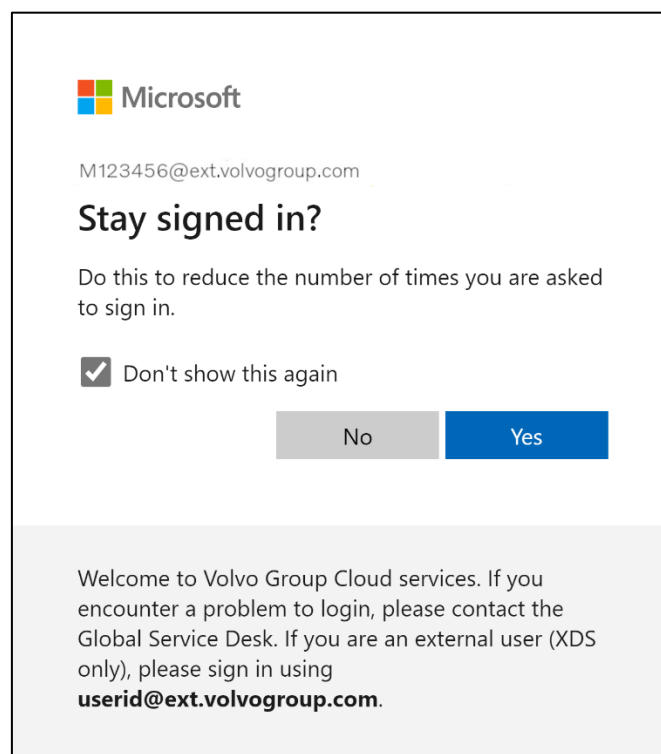 Microsoft
M123456@ext.volvogroup.com
Stay signed in?
Do this to reduce the number of times you are asked
to sign in.
Don't show this again
No
Yes
Welcome to Volvo Group Cloud services. If you
encounter a problem to login, please contact the
Global Service Desk. If you are an external user (XDS
only), please sign in using
userid@ext.volvogroup.com.